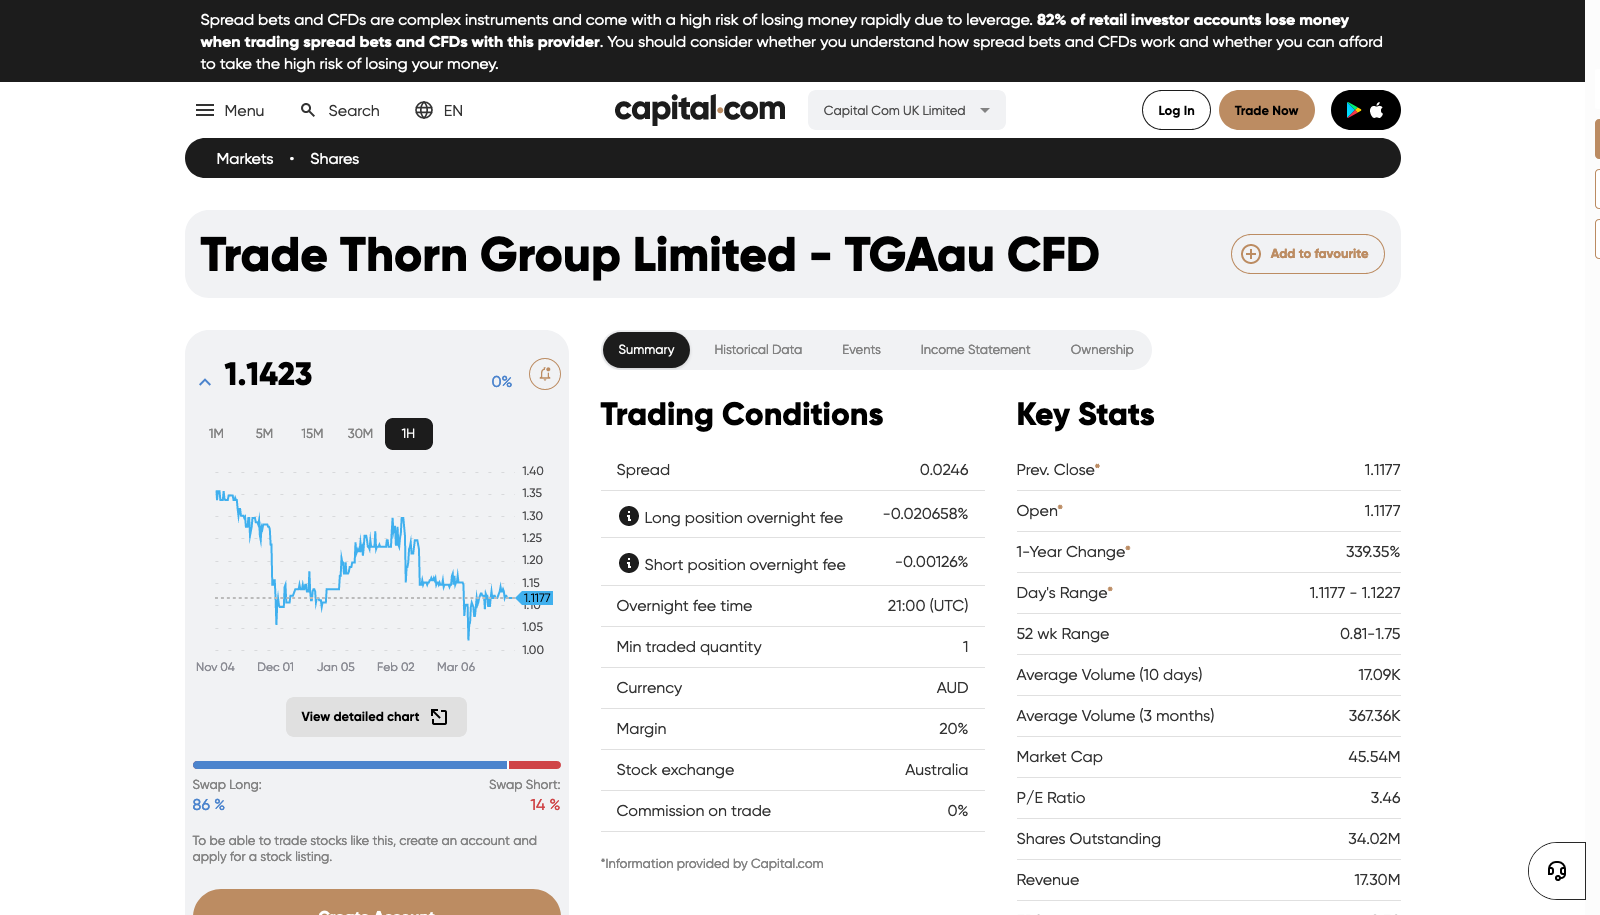 Spread bets and CFDs are complex instruments and come with a high risk of losing money rapidly due to leverage. 82% of retail investor accounts lose money
when trading spread bets and CFDs with this provider. You should consider whether you understand how spread bets and CFDs work and whether you can afford
to take the high risk of losing your money.
Menu Search EN capital.com Capital Com UK Limited Log In Trade Now
Markets • Shares
Trade Thorn Group Limited - TGAau CFD Add to favourite
1.1423 0%
1M 5M 15M 30M 1H
1.40
1.35
1.30
1.25
1.20
1.15
1.1177
1.10
1.05
1.00
Nov 04 Dec 01 Jan 05 Feb 02 Mar 06
View detailed chart
Swap Long: Swap Short:
86 % 14 %
To be able to trade stocks like this, create an account and
apply for a stock listing.
Create Account
Summary Historical Data Events Income Statement Ownership
Trading Conditions
Spread 0.0246
Long position overnight fee -0.020658%
Short position overnight fee -0.00126%
Overnight fee time 21:00 (UTC)
Min traded quantity 1
Currency AUD
Margin 20%
Stock exchange Australia
Commission on trade 0%
*Information provided by Capital.com
Key Stats
Prev. Close* 1.1177
Open* 1.1177
1-Year Change* 339.35%
Day's Range* 1.1177 - 1.1227
52 wk Range 0.81-1.75
Average Volume (10 days) 17.09K
Average Volume (3 months) 367.36K
Market Cap 45.54M
P/E Ratio 3.46
Shares Outstanding 34.02M
Revenue 17.30M